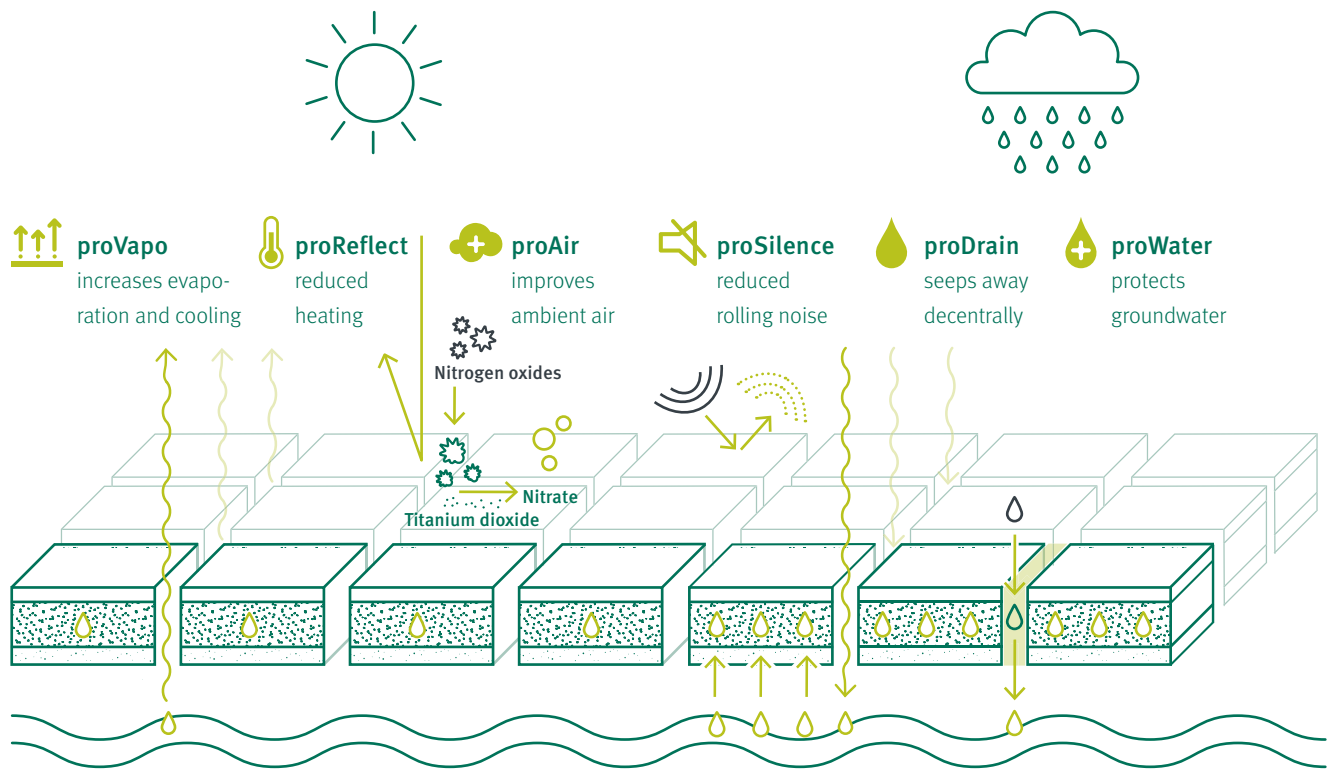 proVapo
increases evapo-
ration and cooling
proReflect
reduced
heating
proAir
improves
ambient air
proSilence
reduced
rolling noise
proDrain
seeps away
decentrally
proWater
protects
groundwater
Nitrogen oxides
Nitrate
Titanium dioxide